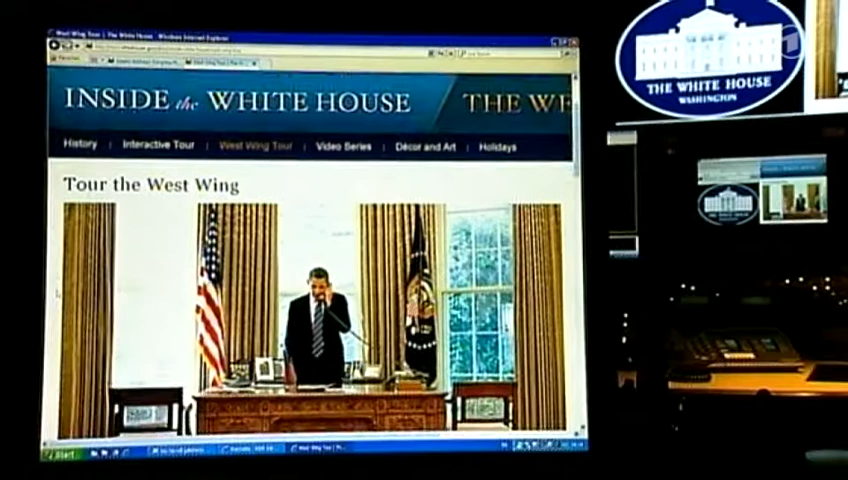 West Wing Tour | The White House - Windows Internet Explorer
INSIDE the WHITE HOUSE
THE WE
History | Interactive Tour | West Wing Tour | Video Series | Décor and Art | Holidays
Tour the West Wing
Start
THE WHITE HOUSE
WASHINGTON